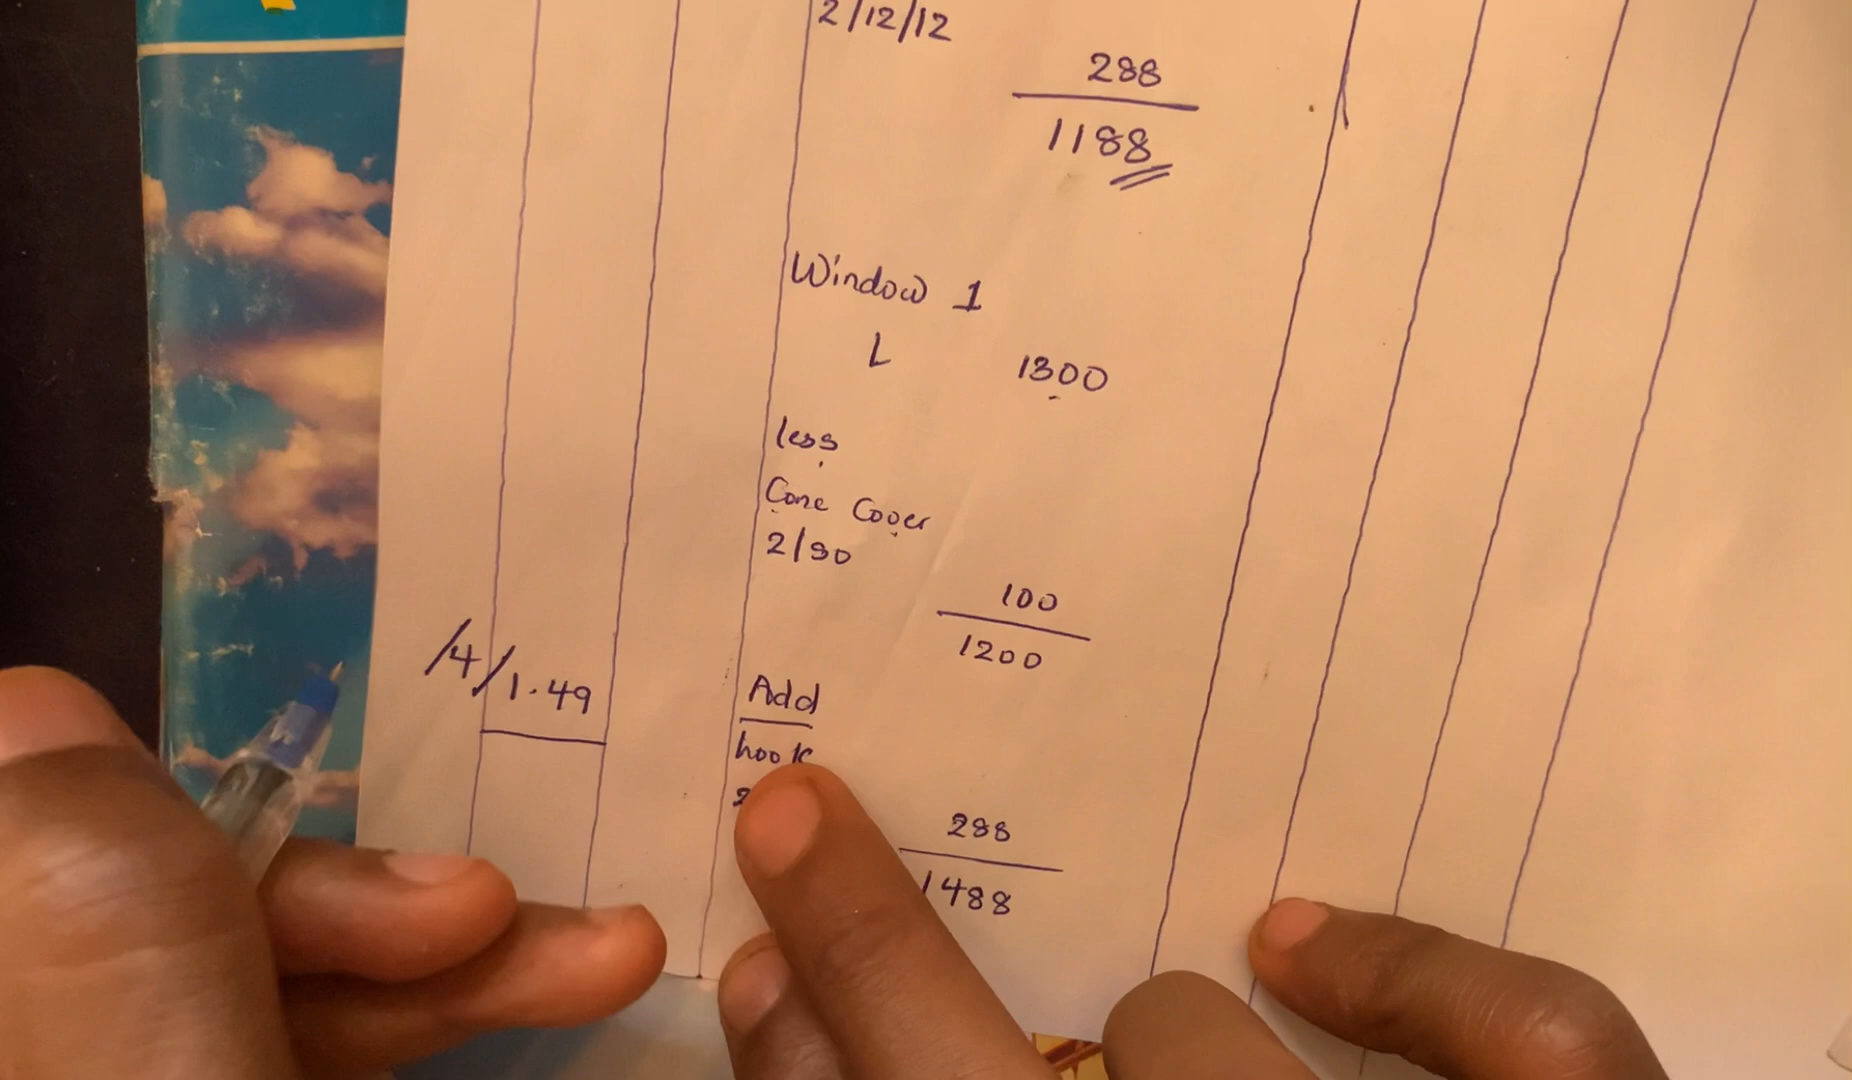 2/12/12
288
1188
Window 1
L 1300
less
Conc Cover
2/50
100
1200
/4/ 1.49
Add
hook
288
1488